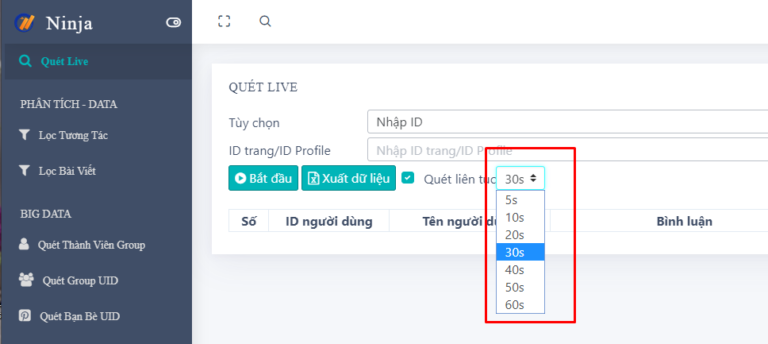 Ninja
Quét Live
PHÂN TÍCH - DATA
Lọc Tương Tác
Lọc Bài Viết
BIG DATA
Quét Thành Viên Group
Quét Group UID
Quét Bạn Bè UID
QUÉT LIVE
Tùy chọn
Nhập ID
ID trang/ID Profile
Nhập ID trang/ID Profile
Bắt đầu
Xuất dữ liệu
Quét liên tục
30s
5s
10s
20s
30s
40s
50s
60s
Số
ID người dùng
Tên người
Bình luận